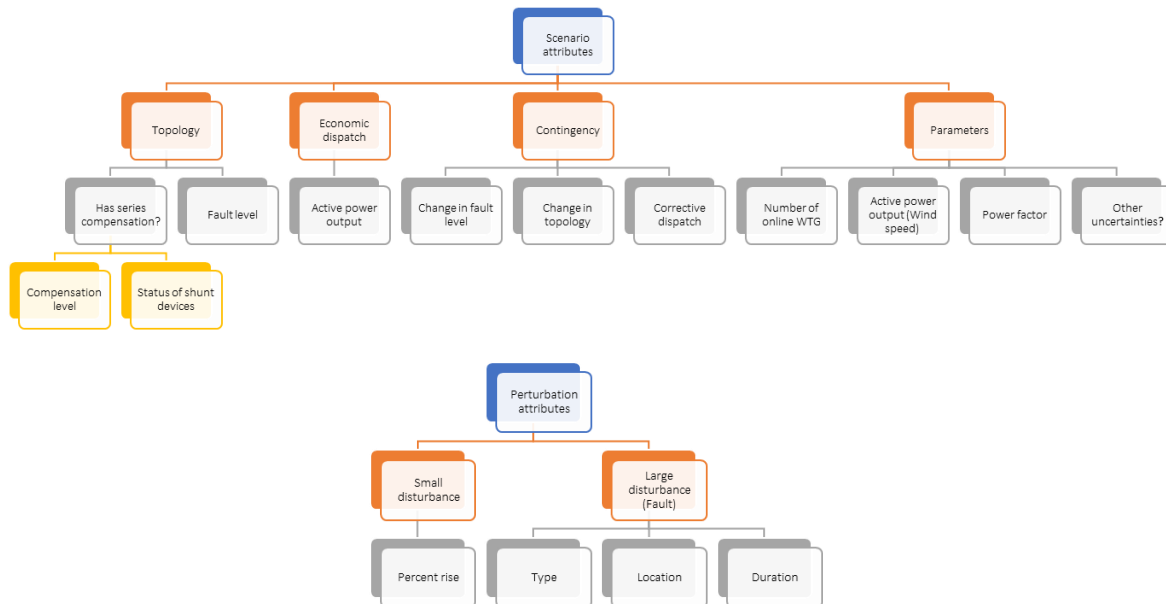 Scenario
attributes
Topology
Economic
dispatch
Contingency
Parameters
Has series
compensation?
Fault level
Active power
output
Change in fault
level
Change in
topology
Corrective
dispatch
Number of
online WTG
Active power
output (Wind
speed)
Power factor
Other
uncertainties?
Compensation
level
Status of shunt
devices
Perturbation
attributes
Small
disturbance
Large
disturbance
(Fault)
Percent rise
Type
Location
Duration